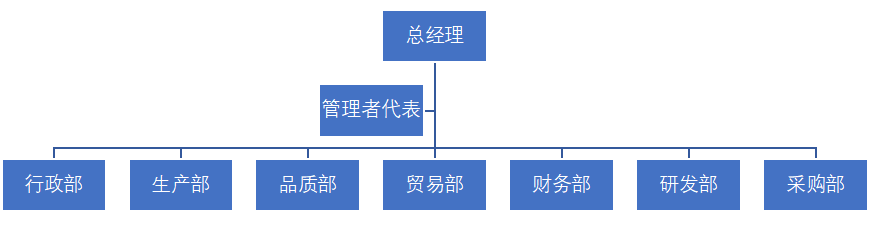 总经理
管理者代表
行政部
生产部
品质部
贸易部
财务部
研发部
采购部